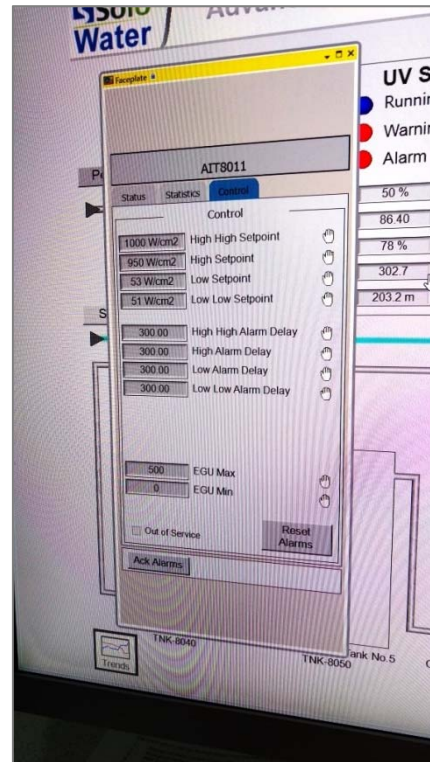 Water
Faceplate
AIT8011
Status
Statistics
Control
Control
1000 W/cm2 High High Setpoint
950 W/cm2 High Setpoint
53 W/cm2 Low Setpoint
51 W/cm2 Low Low Setpoint
300.00 High High Alarm Delay
300.00 High Alarm Delay
300.00 Low Alarm Delay
300.00 Low Low Alarm Delay
500 EGU Max
0 EGU Min
Out of Service
Reset Alarms
Ack Alarms
UV S
Runnin
Warnin
Alarm
50 %
86.40
78 %
302.7
203.2 m
Trends
TNK-8040
TNK-8050
ank No.5